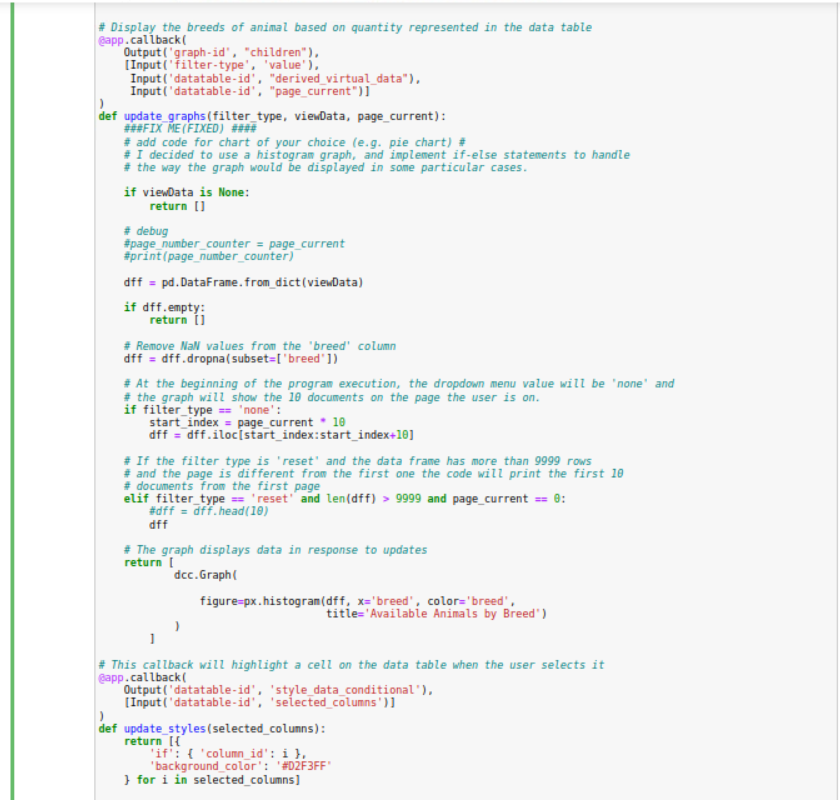 # Display the breeds of animal based on quantity represented in the data table
@app.callback(
    Output('graph-id', "children"),
    [Input('filter-type', 'value'),
     Input('datatable-id', "derived_virtual_data"),
     Input('datatable-id', "page_current")]
)
def update_graphs(filter_type, viewData, page_current):
    ###FIX ME(FIXED) ####
    # add code for chart of your choice (e.g. pie chart) #
    # I decided to use a histogram graph, and implement if-else statements to handle
    # the way the graph would be displayed in some particular cases.

    if viewData is None:
        return []

    # debug
    #page_number_counter = page_current
    #print(page_number_counter)

    dff = pd.DataFrame.from_dict(viewData)

    if dff.empty:
        return []

    # Remove NaN values from the 'breed' column
    dff = dff.dropna(subset=['breed'])

    # At the beginning of the program execution, the dropdown menu value will be 'none' and
    # the graph will show the 10 documents on the page the user is on.
    if filter_type == 'none':
        start_index = page_current * 10
        dff = dff.iloc[start_index:start_index+10]

    # If the filter type is 'reset' and the data frame has more than 9999 rows
    # and the page is different from the first one the code will print the first 10
    # documents from the first page
    elif filter_type == 'reset' and len(dff) > 9999 and page_current == 0:
        #dff = dff.head(10)
        dff

    # The graph displays data in response to updates
    return [
            dcc.Graph(

                figure=px.histogram(dff, x='breed', color='breed',
                                    title='Available Animals by Breed')
            )
        ]

# This callback will highlight a cell on the data table when the user selects it
@app.callback(
    Output('datatable-id', 'style_data_conditional'),
    [Input('datatable-id', 'selected_columns')]
)
def update_styles(selected_columns):
    return [{
        'if': { 'column_id': i },
        'background_color': '#D2F3FF'
    } for i in selected_columns]